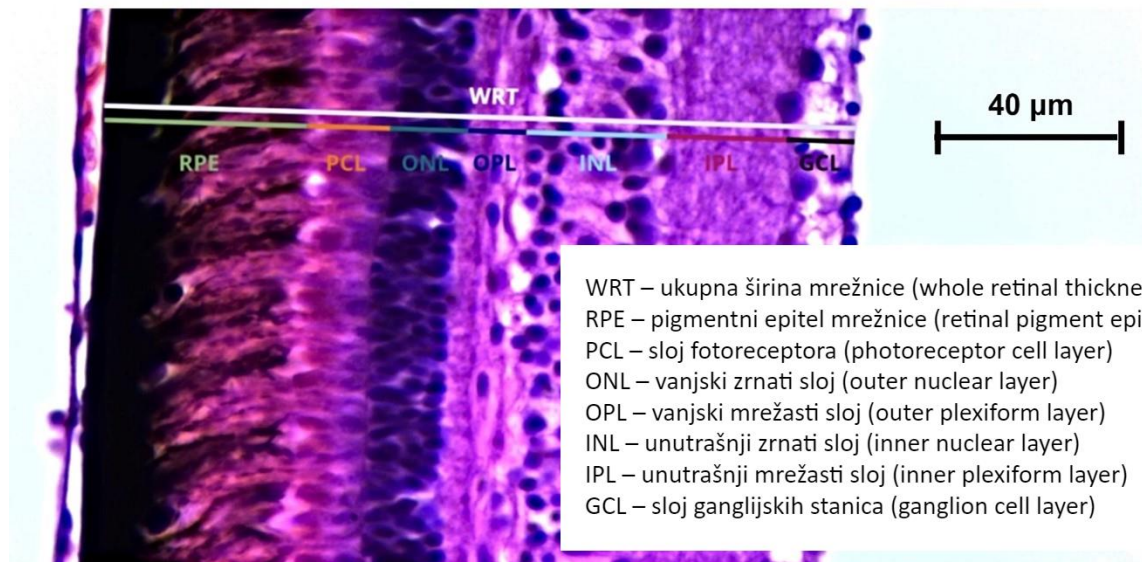 WRT
40 µm
RPE PCL ONL OPL INL IPL GCL
WRT – ukupna širina mrežnice (whole retinal thickne
RPE – pigmentni epitel mrežnice (retinal pigment epi
PCL – sloj fotoreceptora (photoreceptor cell layer)
ONL – vanjski zrnati sloj (outer nuclear layer)
OPL – vanjski mrežasti sloj (outer plexiform layer)
INL – unutrašnji zrnati sloj (inner nuclear layer)
IPL – unutrašnji mrežasti sloj (inner plexiform layer)
GCL – sloj ganglijskih stanica (ganglion cell layer)